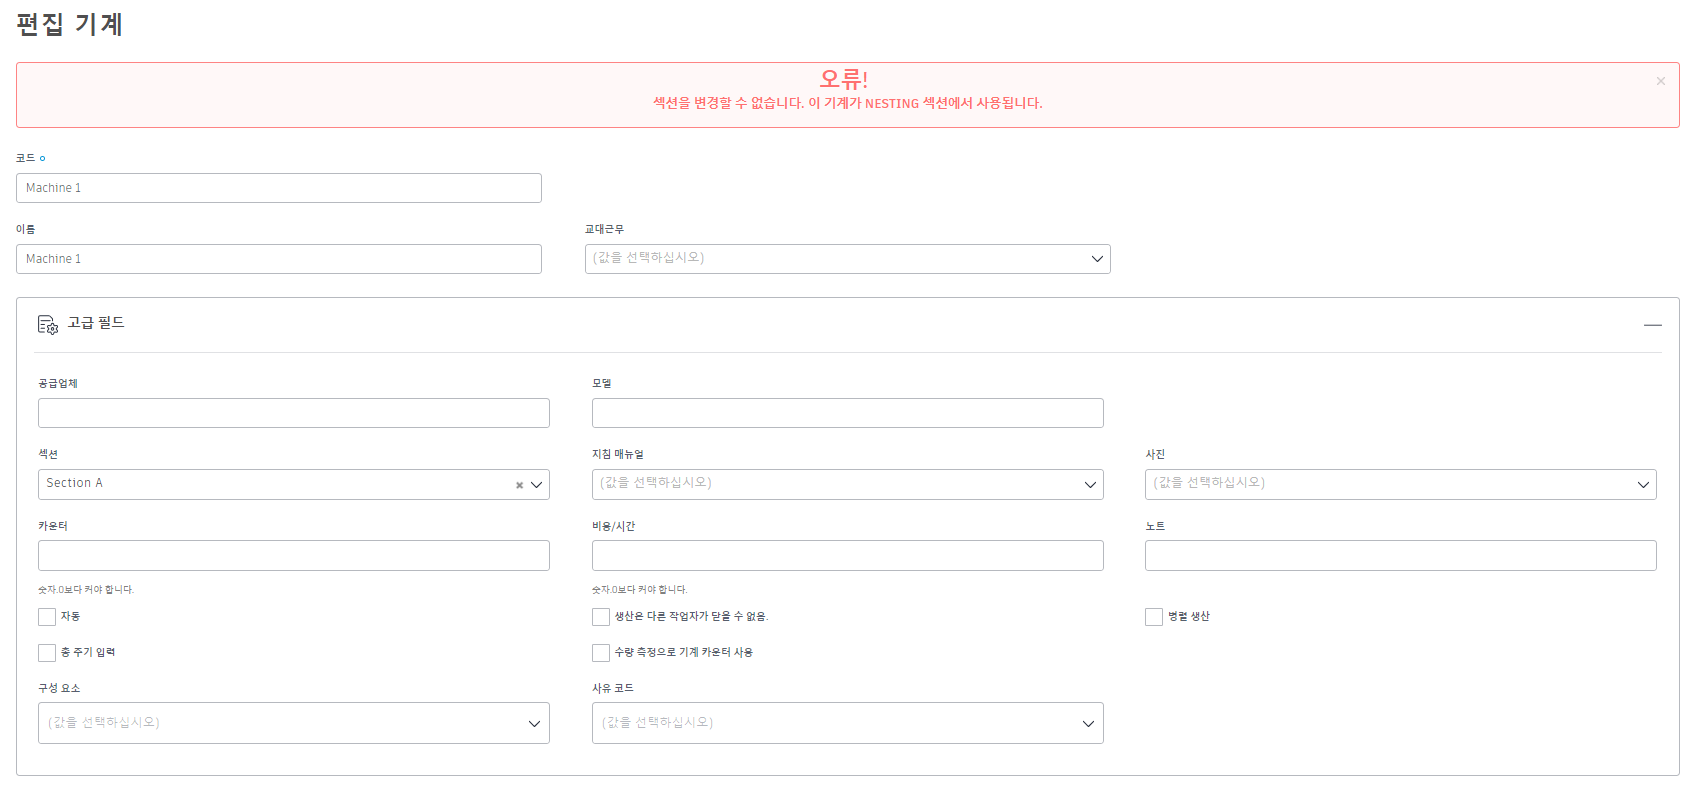 편집 기계
오류!
섹션을 변경할 수 없습니다. 이 기계가 NESTING 섹션에서 사용됩니다.
코드
Machine 1
이름
교대근무
Machine 1
(값을 선택하십시오)
고급 필드
공급업체
모델
섹션
지침 매뉴얼
사진
Section A
(값을 선택하십시오)
(값을 선택하십시오)
카운터
비용/시간
노트
숫자.0보다 커야 합니다.
숫자.0보다 커야 합니다.
자동
생산은 다른 작업자가 닫을 수 없음.
병렬 생산
총 주기 입력
수량 측정으로 기계 카운터 사용
구성 요소
사유 코드
(값을 선택하십시오)
(값을 선택하십시오)